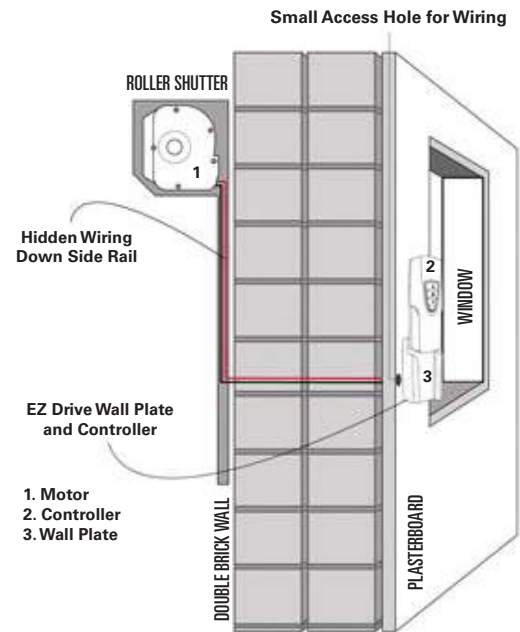 Small Access Hole for Wiring
ROLLER SHUTTER
1
Hidden Wiring
Down Side Rail
2
WINDOW
3
EZ Drive Wall Plate
and Controller
1. Motor
2. Controller
3. Wall Plate
DOUBLE BRICK WALL
PLASTERBOARD